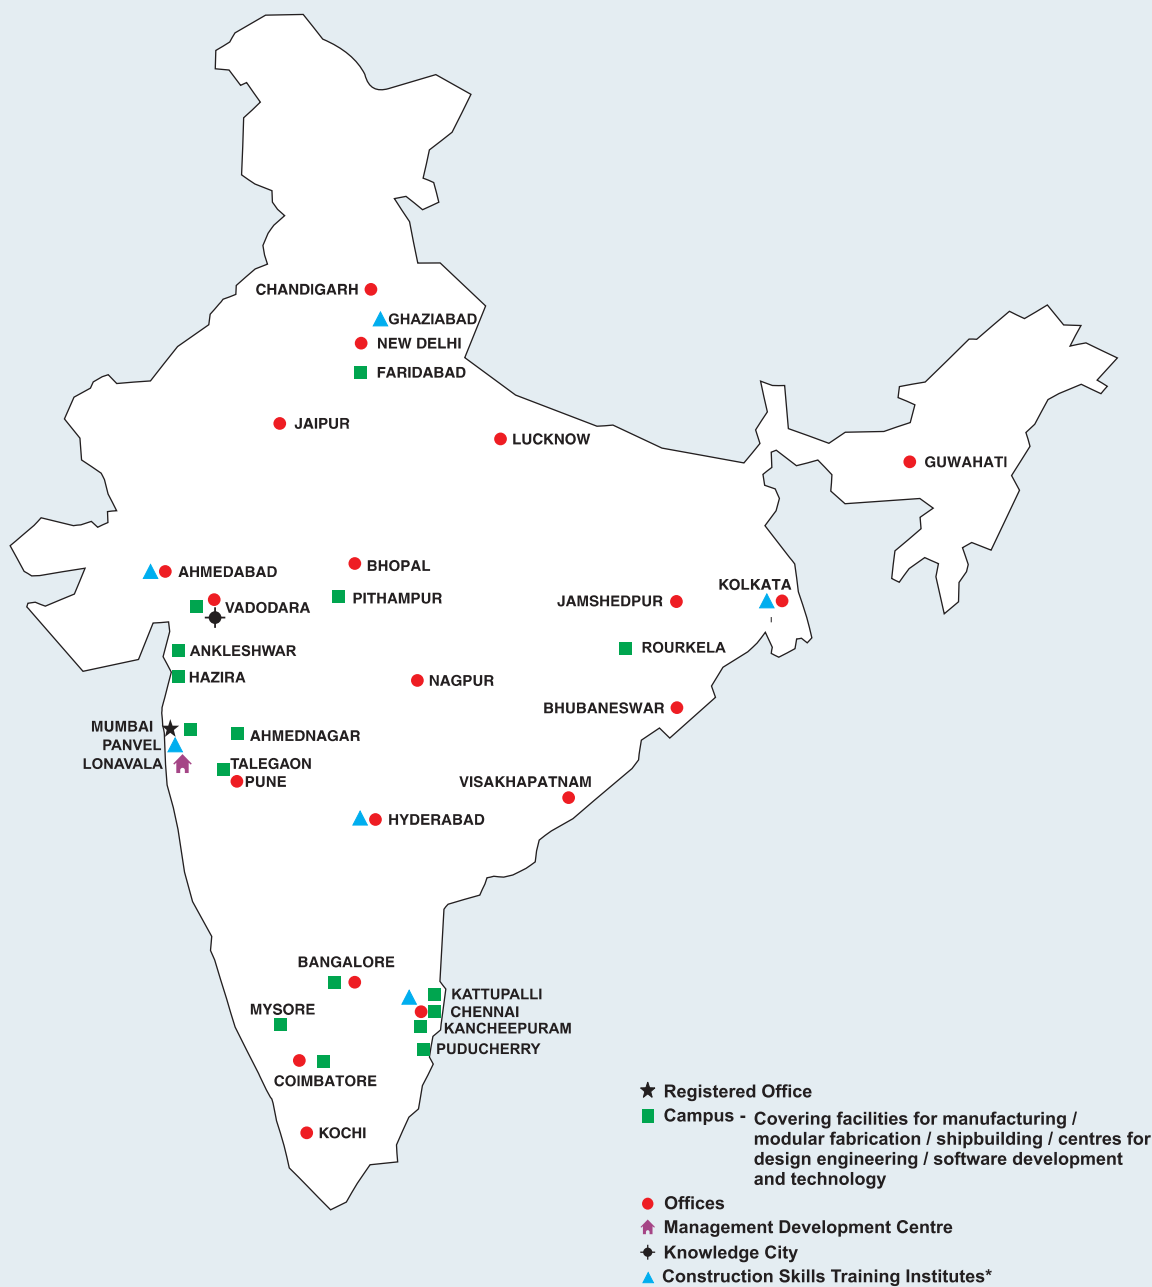 CHANDIGARH
GHAZIABAD
NEW DELHI
FARIDABAD
JAIPUR
LUCKNOW
GUWAHATI
BHOPAL
AHMEDABAD
KOLKATA
PITHAMPUR
JAMSHEDPUR
VADODARA
ROURKELA
ANKLESHWAR
HAZIRA
NAGPUR
BHUBANESWAR
MUMBAI
AHMEDNAGAR
PANVEL
LONAVALA
TALEGAON
PUNE
VISAKHAPATNAM
HYDERABAD
BANGALORE
KATTUPALLI
MYSORE
CHENNAI
KANCHEEPURAM
PUDUCHERRY
COIMBATORE
KOCHI
Registered Office
Campus - Covering facilities for manufacturing /
modular fabrication / shipbuilding / centres for
design engineering / software development
and technology
Offices
Management Development Centre
Knowledge City
Construction Skills Training Institutes*